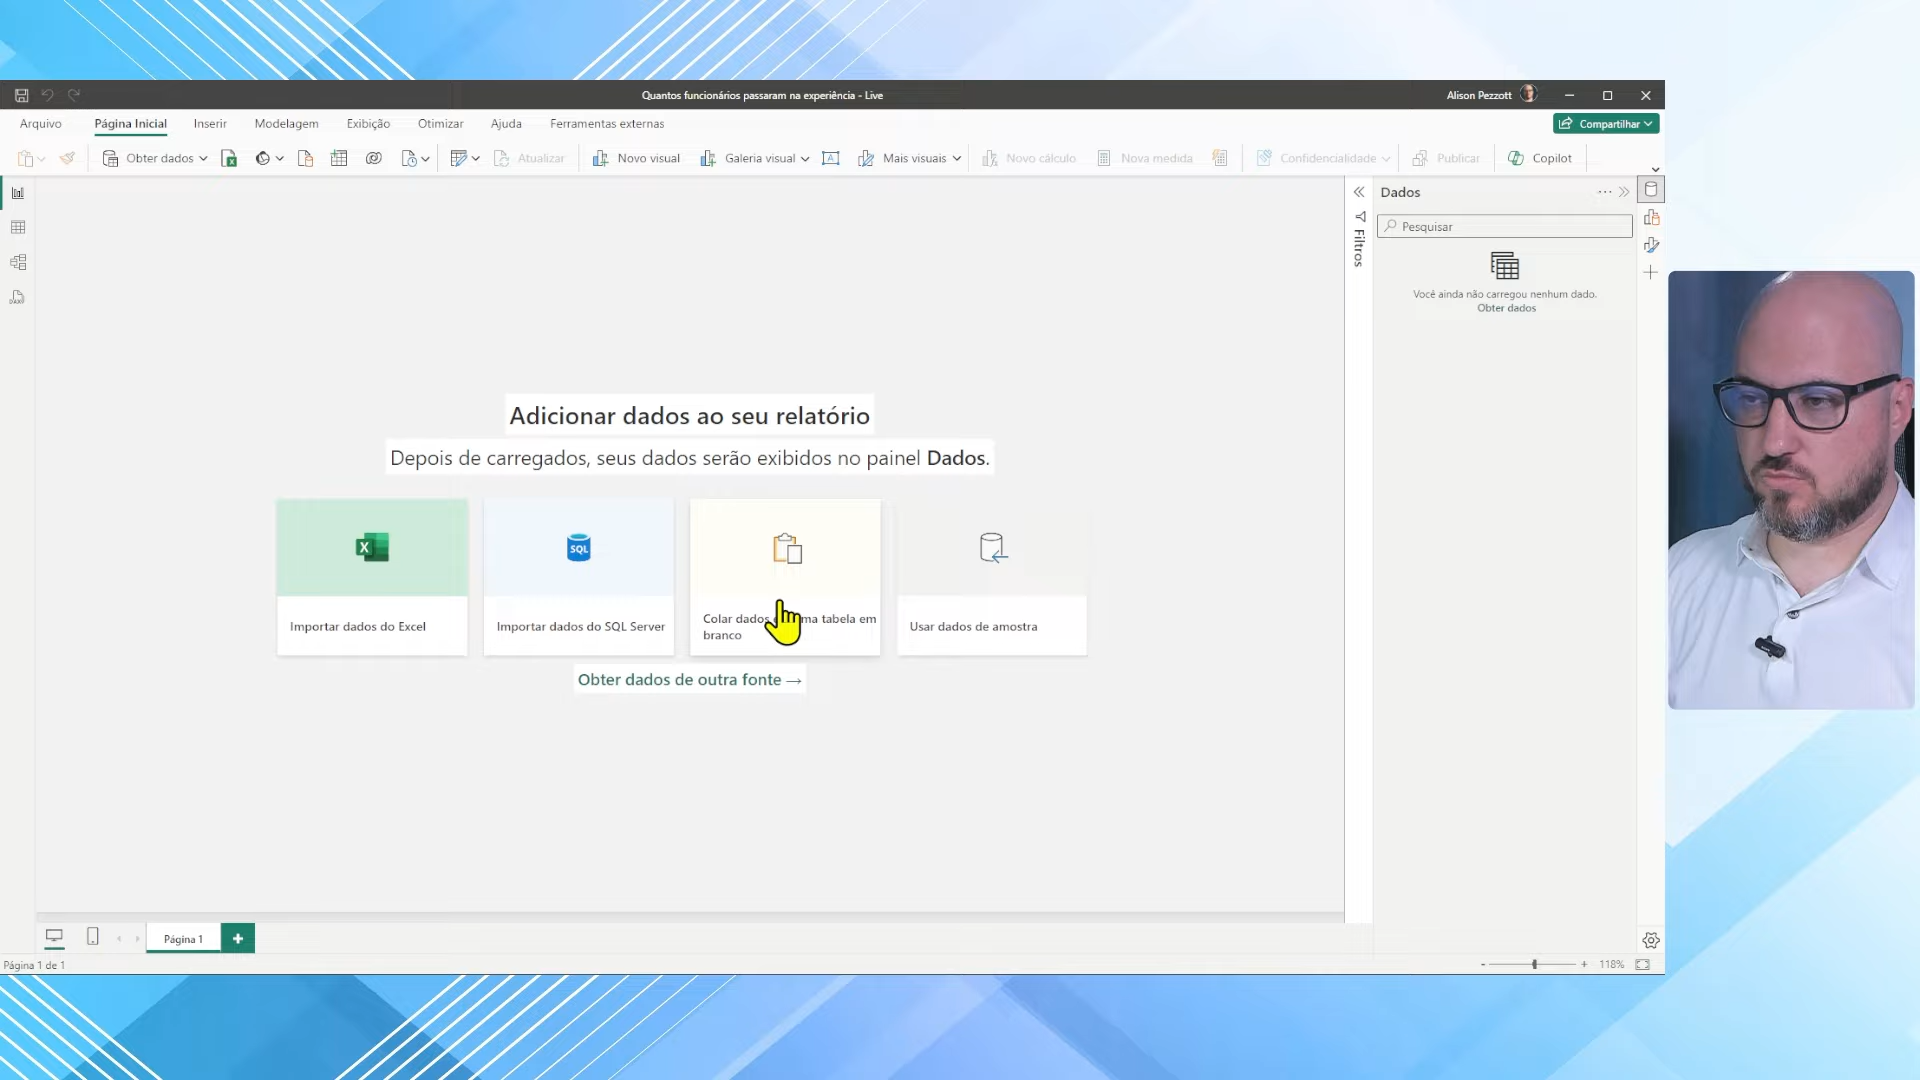 Quantos funcionários passaram na experiência - Live
Alison Pezzott
Arquivo
Página Inicial
Inserir
Modelagem
Exibição
Otimizar
Ajuda
Ferramentas externas
Compartilhar
Obter dados
Atualizar
Novo visual
Galeria visual
A
Mais visuais
Novo cálculo
Nova medida
Confidencialidade
Publicar
Copilot
Filtros
Dados
Pesquisar
Você ainda não carregou nenhum dado.
Obter dados
Adicionar dados ao seu relatório
Depois de carregados, seus dados serão exibidos no painel Dados.
X
SQL
Importar dados do Excel
Importar dados do SQL Server
Colar dados ma tabela em
branco
Usar dados de amostra
Obter dados de outra fonte →
Página 1
Página 1 de 1
- + 118%